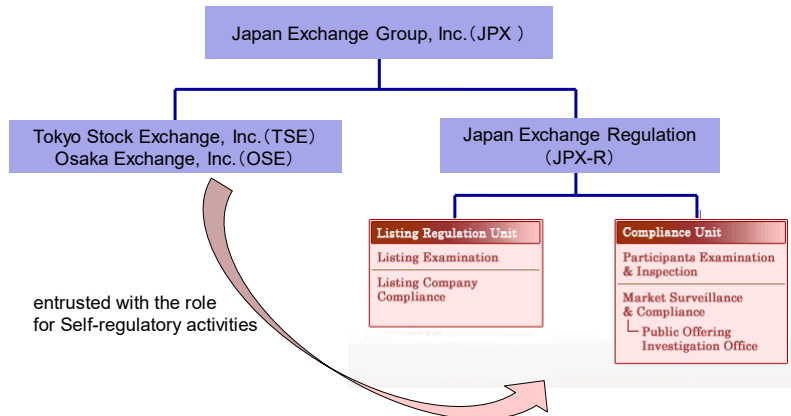 Japan Exchange Group, Inc.(JPX )
Tokyo Stock Exchange, Inc.(TSE)
Osaka Exchange, Inc.(OSE)
Japan Exchange Regulation
(JPX-R)
Listing Regulation Unit
Listing Examination
Listing Company
Compliance
Compliance Unit
Participants Examination
& Inspection
Market Surveillance
& Compliance
Public Offering
Investigation Office
entrusted with the role
for Self-regulatory activities